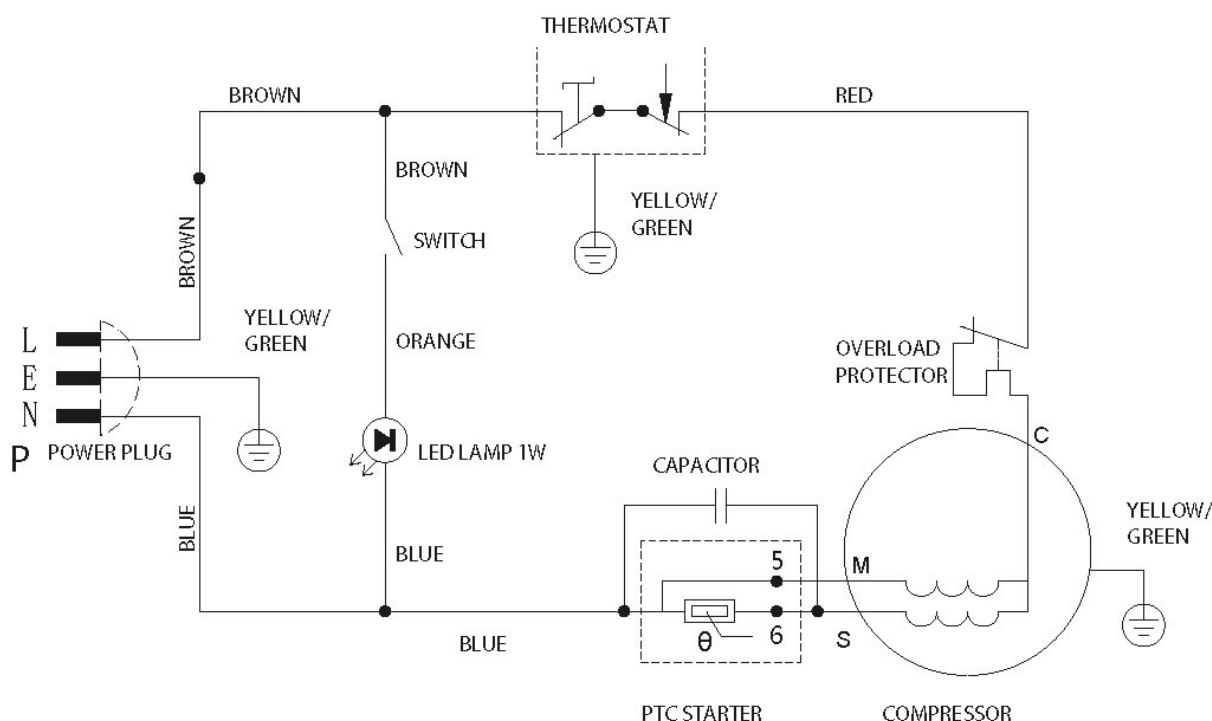 THERMOSTAT
BROWN
RED
BROWN
YELLOW/
GREEN
BROWN
SWITCH
YELLOW/
GREEN
ORANGE
L
E
N
P
POWER PLUG
OVERLOAD
PROTECTOR
C
LED LAMP 1W
CAPACITOR
YELLOW/
GREEN
BLUE
BLUE
5
M
BLUE
θ
6
S
PTC STARTER
COMPRESSOR